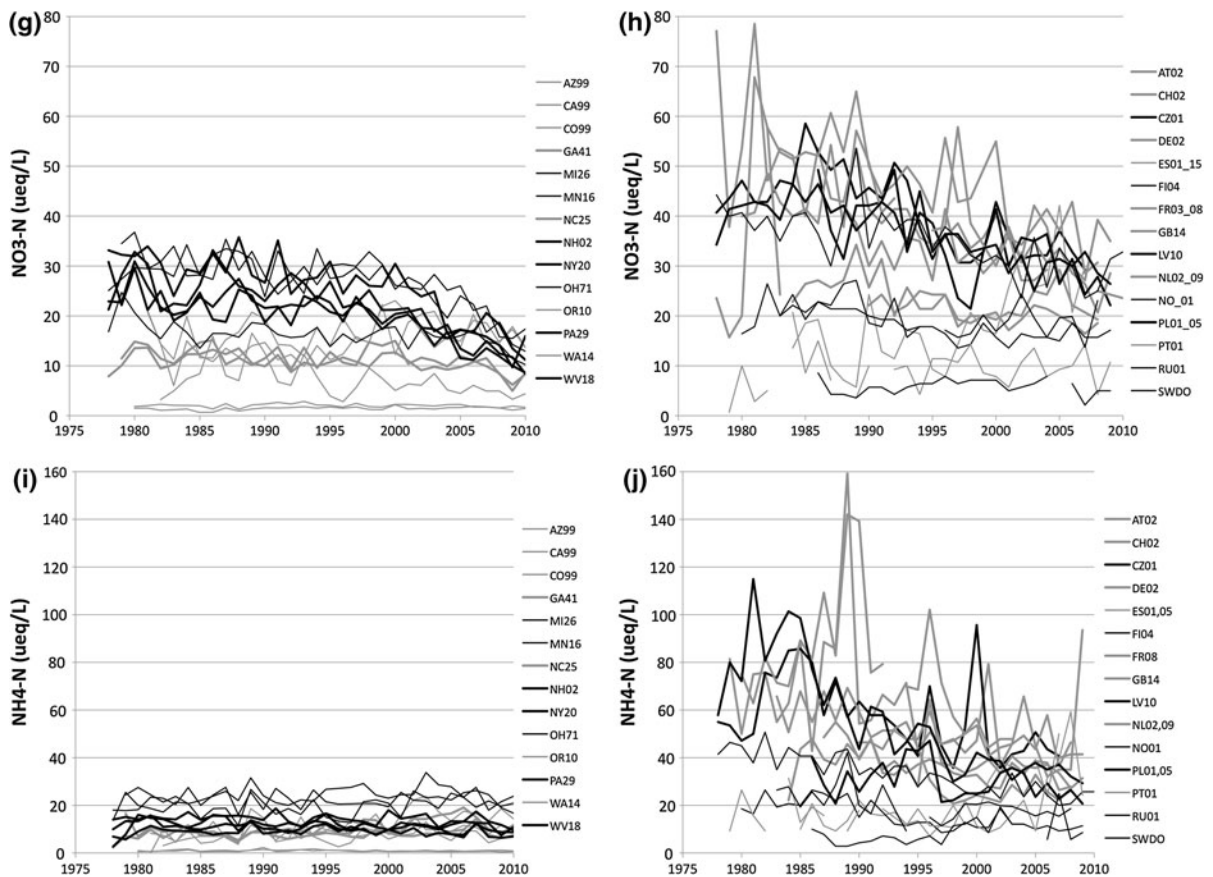 (g)
NO3-N (ueq/L)
80
70
60
50
40
30
20
10
0
1975 1980 1985 1990 1995 2000 2005 2010
AZ99
CA99
CO99
GA41
MI26
MN16
NC25
NH02
NY20
OH71
OR10
PA29
WA14
WV18
(h)
NO3-N (ueq/L)
80
70
60
50
40
30
20
10
0
1975 1980 1985 1990 1995 2000 2005 2010
AT02
CH02
CZ01
DE02
ES01_15
FI04
FR03_08
GB14
LV10
NL02_09
NO_01
PL01_05
PT01
RU01
SWDO
(i)
NH4-N (ueq/L)
160
140
120
100
80
60
40
20
0
1975 1980 1985 1990 1995 2000 2005 2010
AZ99
CA99
CO99
GA41
MI26
MN16
NC25
NH02
NY20
OH71
OR10
PA29
WA14
WV18
(j)
NH4-N (ueq/L)
160
140
120
100
80
60
40
20
0
1975 1980 1985 1990 1995 2000 2005 2010
AT02
CH02
CZ01
DE02
ES01,05
FI04
FR08
GB14
LV10
NL02,09
NO01
PL01,05
PT01
RU01
SWDO